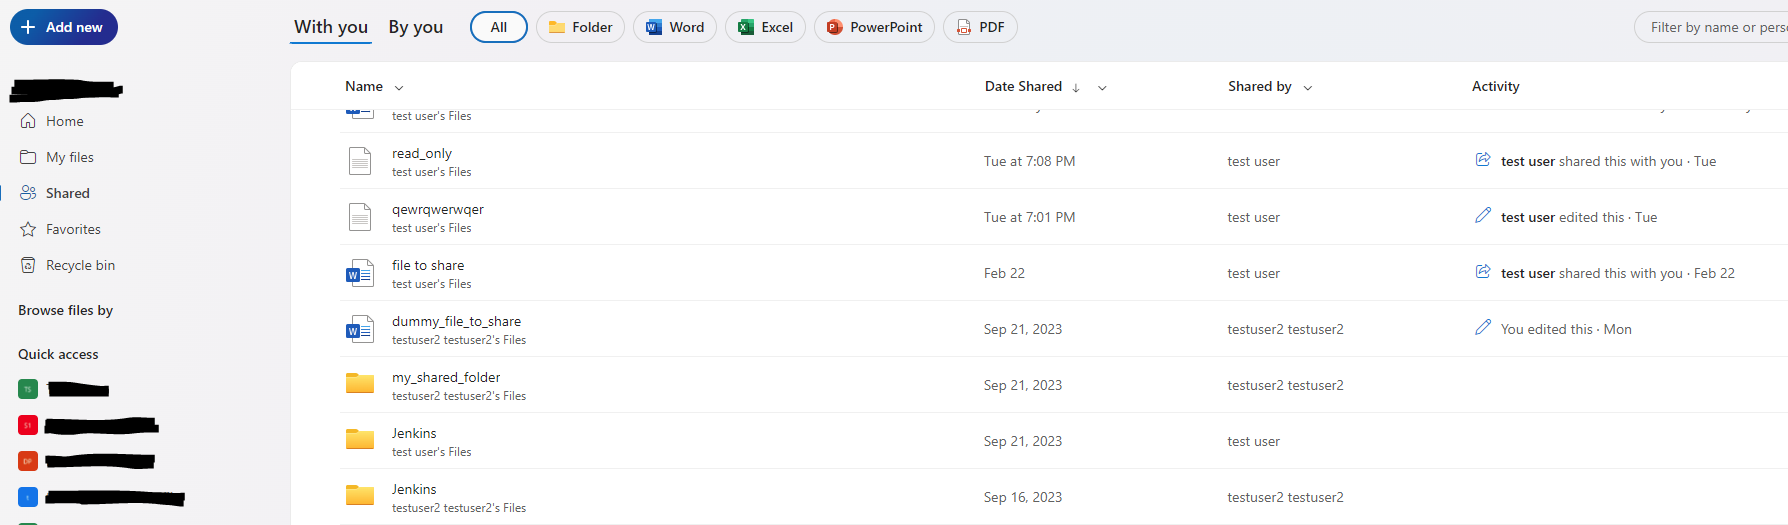 Add new
With you By you All Folder Word Excel PowerPoint PDF Filter by name or perso
Home
My files
Shared
Favorites
Recycle bin
Browse files by
Quick access
TS
S1
DP
Name Date Shared Shared by Activity
test user's Files
read_only
test user's Files
Tue at 7:08 PM test user test user shared this with you · Tue
qewrqwerwqer
test user's Files
Tue at 7:01 PM test user test user edited this · Tue
file to share
test user's Files
Feb 22 test user test user shared this with you · Feb 22
dummy_file_to_share
testuser2 testuser2's Files
Sep 21, 2023 testuser2 testuser2 You edited this · Mon
my_shared_folder
testuser2 testuser2's Files
Sep 21, 2023 testuser2 testuser2
Jenkins
test user's Files
Sep 21, 2023 test user
Jenkins
testuser2 testuser2's Files
Sep 16, 2023 testuser2 testuser2